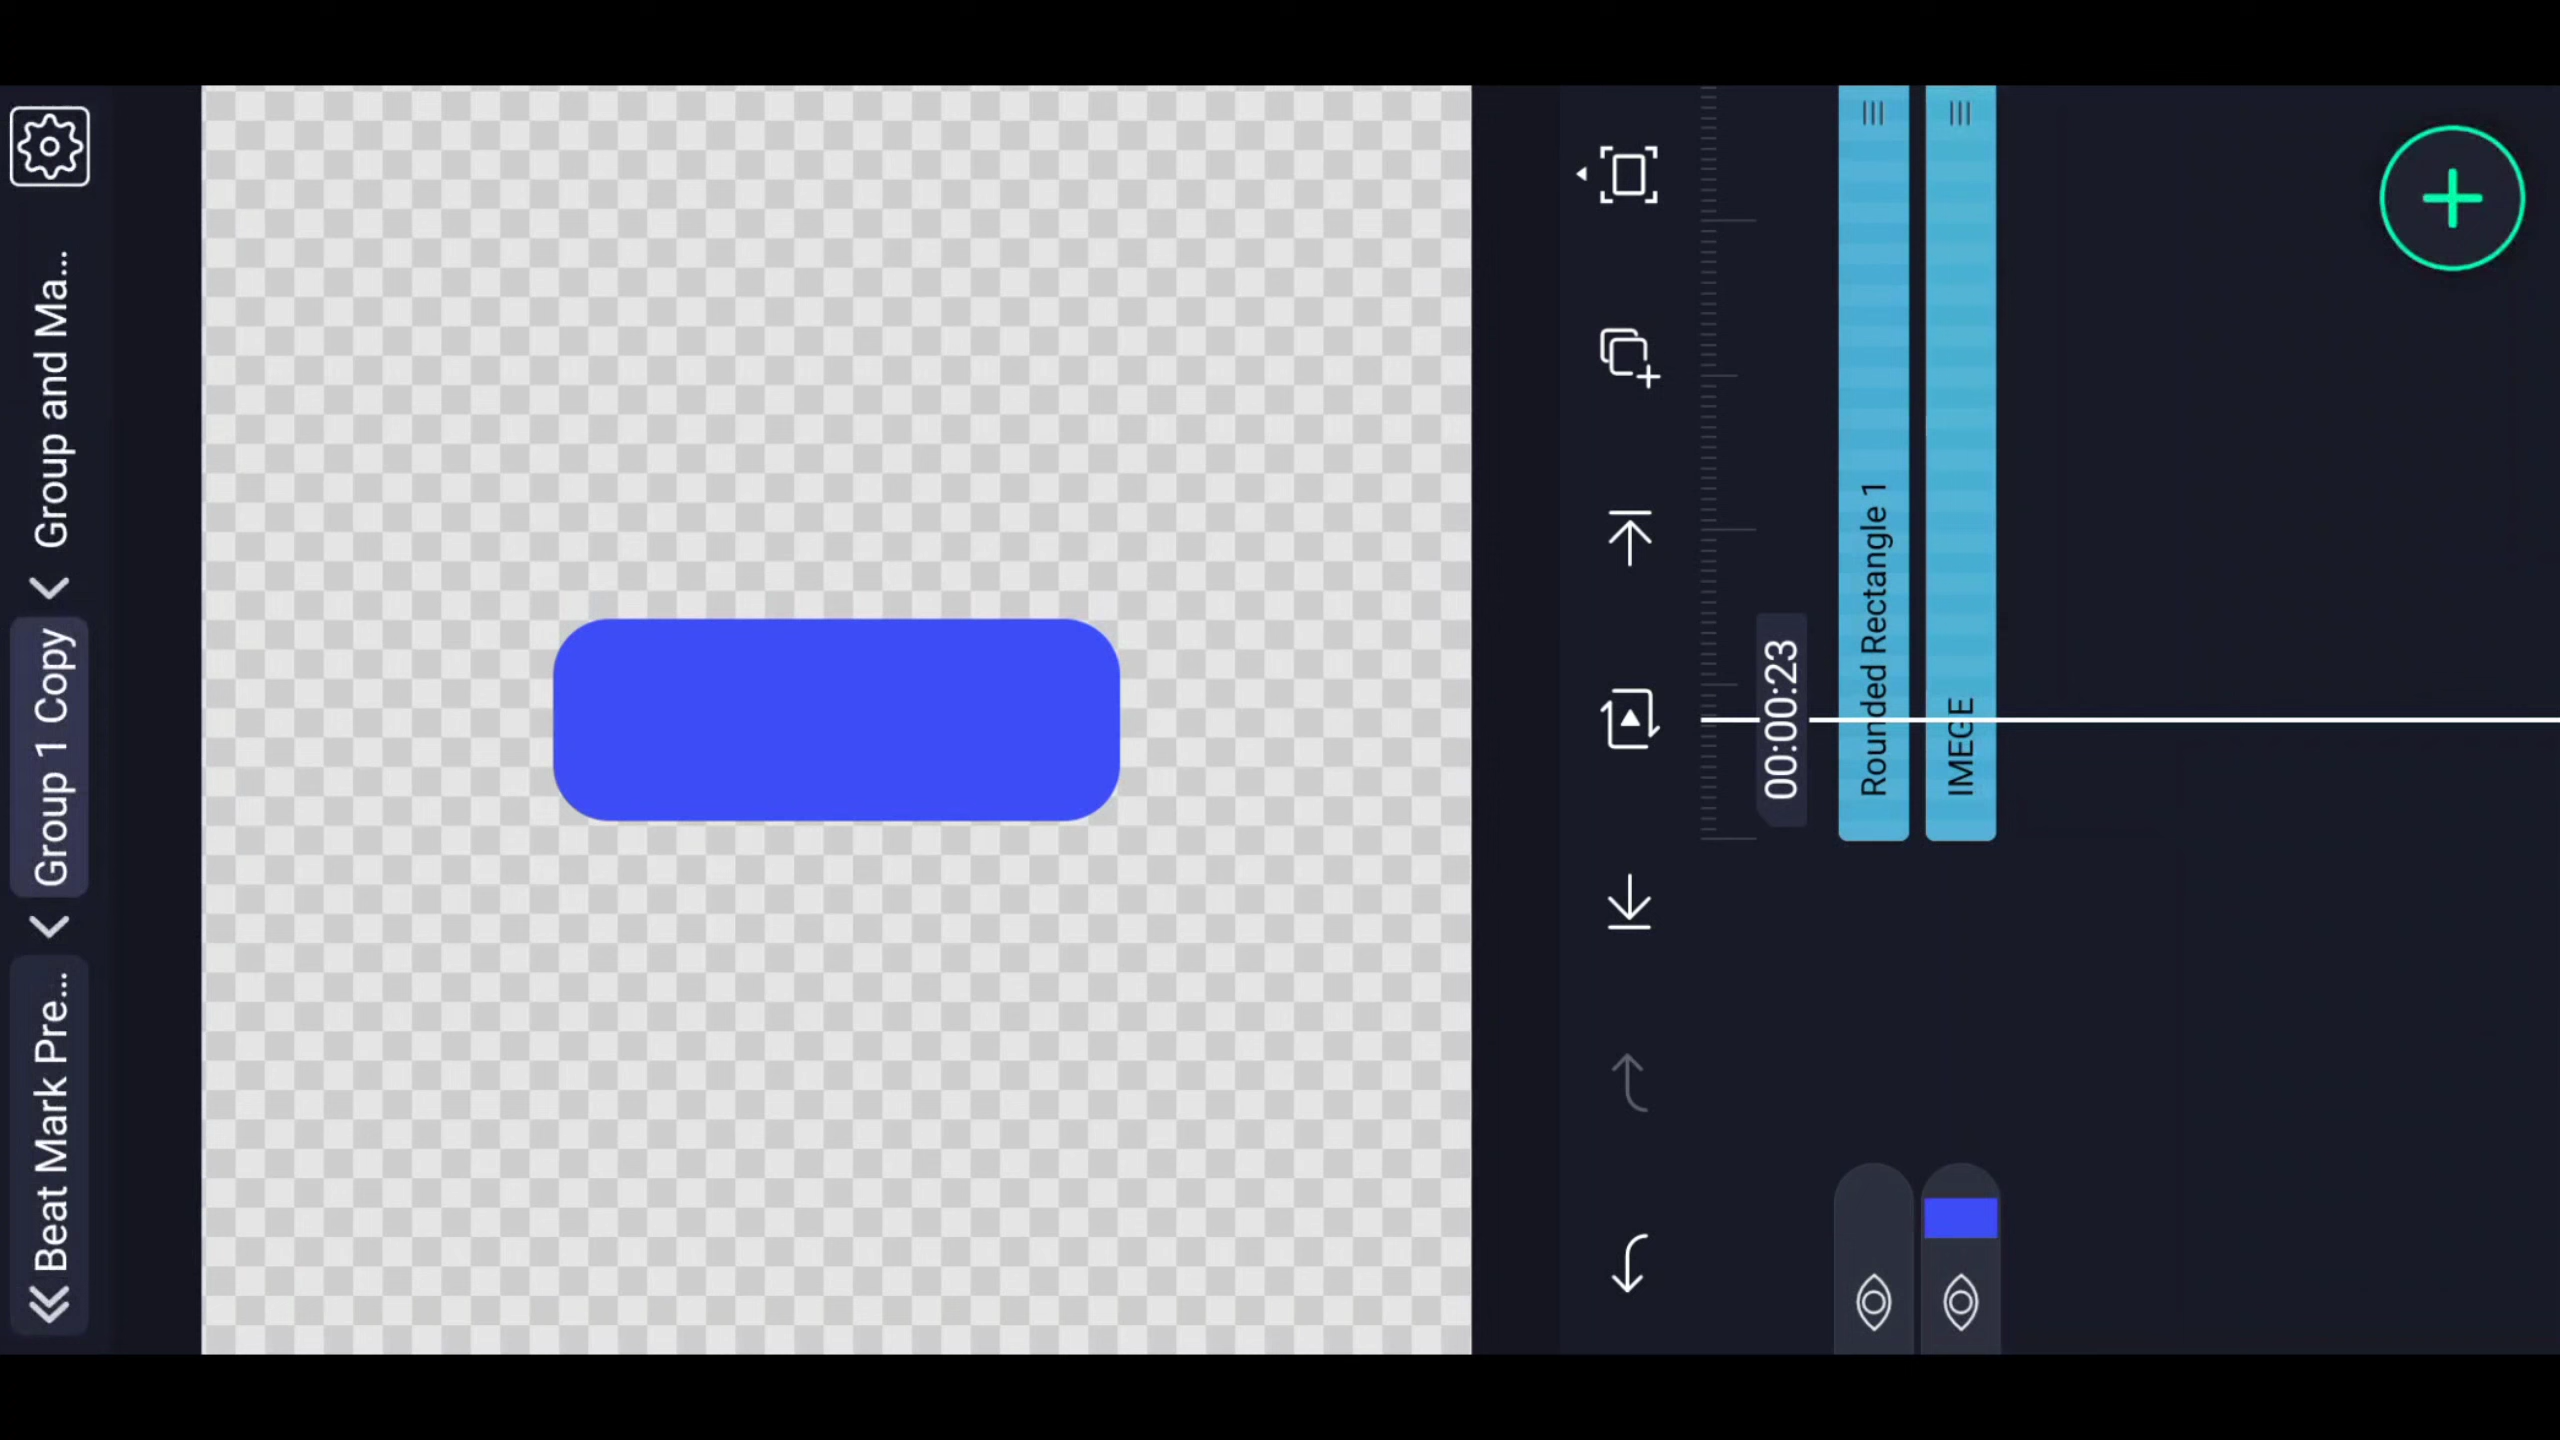 Beat Mark Pre...
Group 1 Copy
Group and Ma...
00:00:23
Rounded Rectangle 1
IMEGE